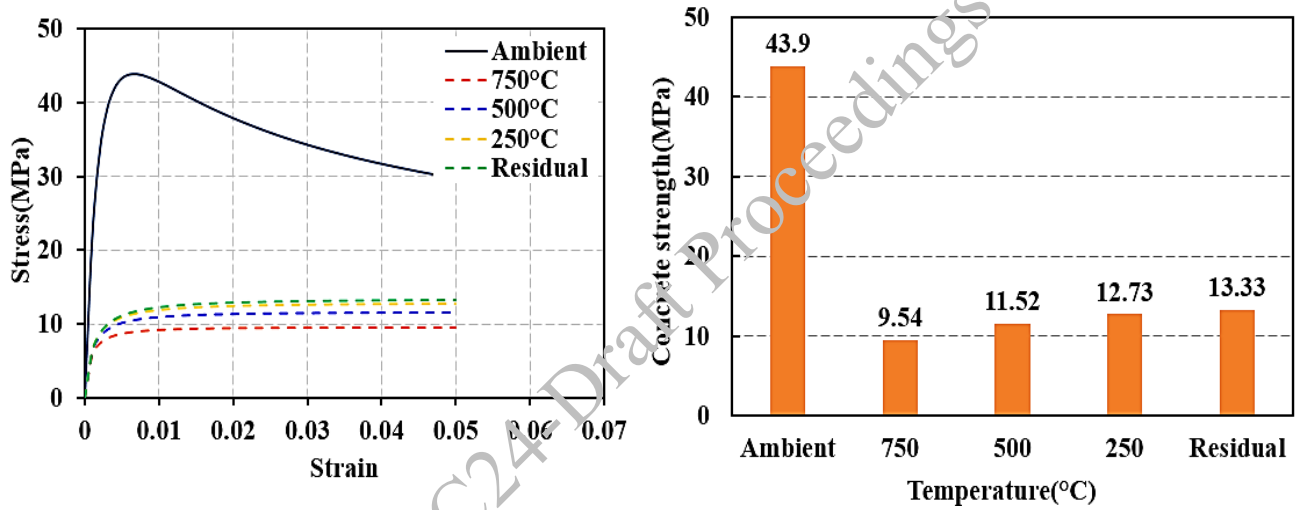 50
40
30
20
10
0
Stress(MPa)
Ambient
750°C
500°C
250°C
Residual
0 0.01 0.02 0.03 0.04 0.05 0.06 0.07
Strain
50
40
30
20
10
0
Concrete strength(MPa)
43.9
9.54
11.52
12.73
13.33
Ambient 750 500 250 Residual
Temperature(°C)
C24-Draft Proceedings